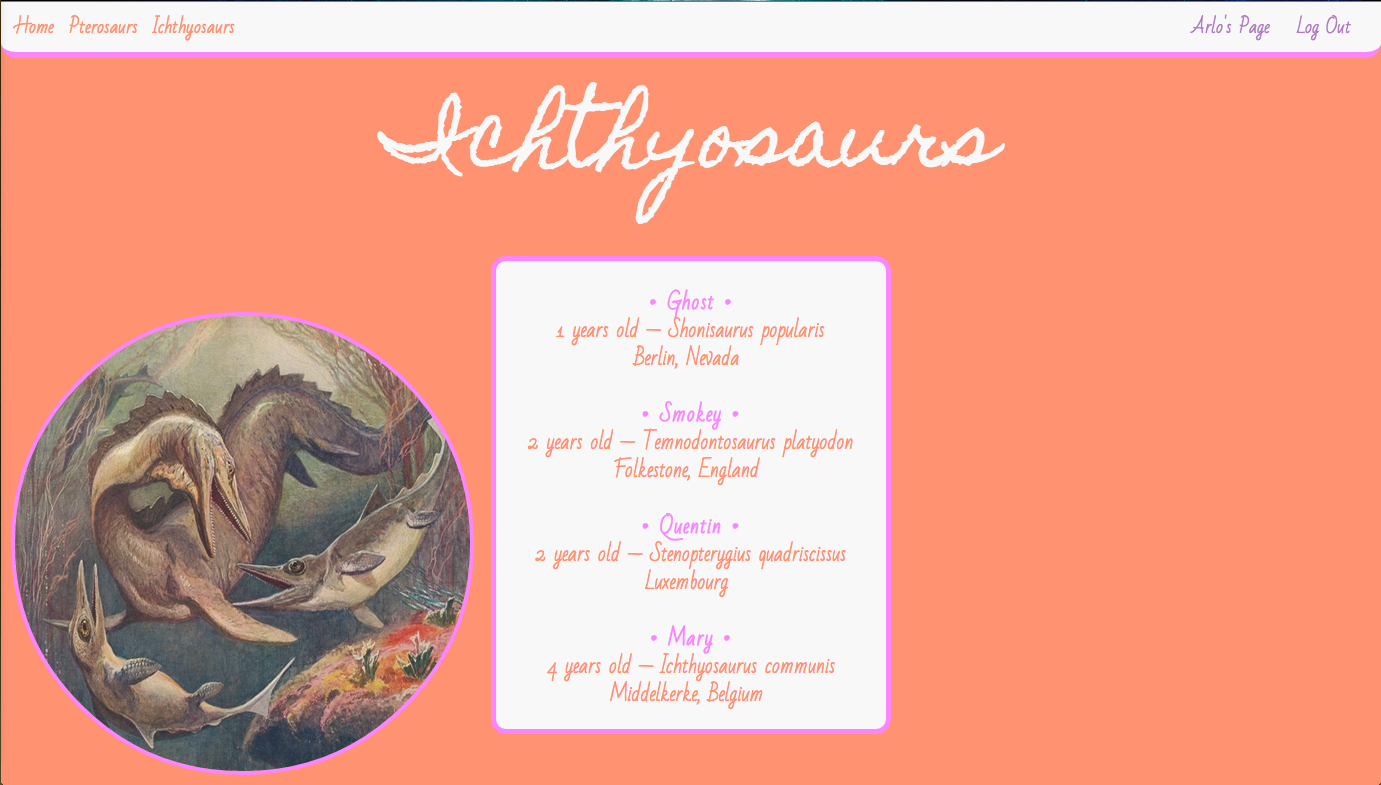 Home Pterosaurs Ichthyosaurs Arlo's Page Log Out
Ichthyosaurs
• Ghost •
1 years old — Shonisaurus popularis
Berlin, Nevada
• Smokey •
2 years old — Temnodontosaurus platyodon
Folkestone, England
• Quentin •
2 years old — Stenopterygius quadriscissus
Luxembourg
• Mary •
4 years old — Ichthyosaurus communis
Middelkerke, Belgium